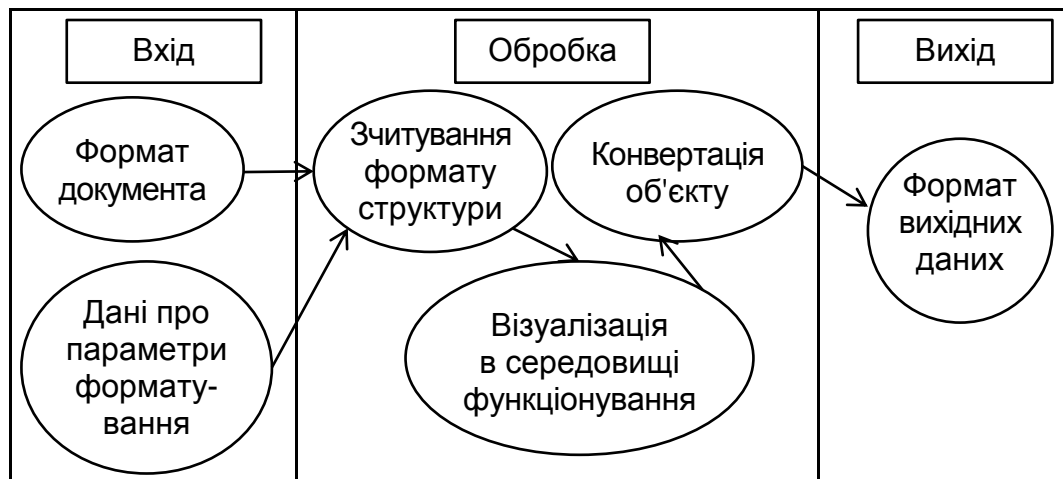 Вхід
Обробка
Вихід
Формат
документа
Дані про
параметри
формату-
вання
Зчитування
формату
структури
Конвертація
об'єкту
Візуалізація
в середовищі
функціонування
Формат
вихідних
даних